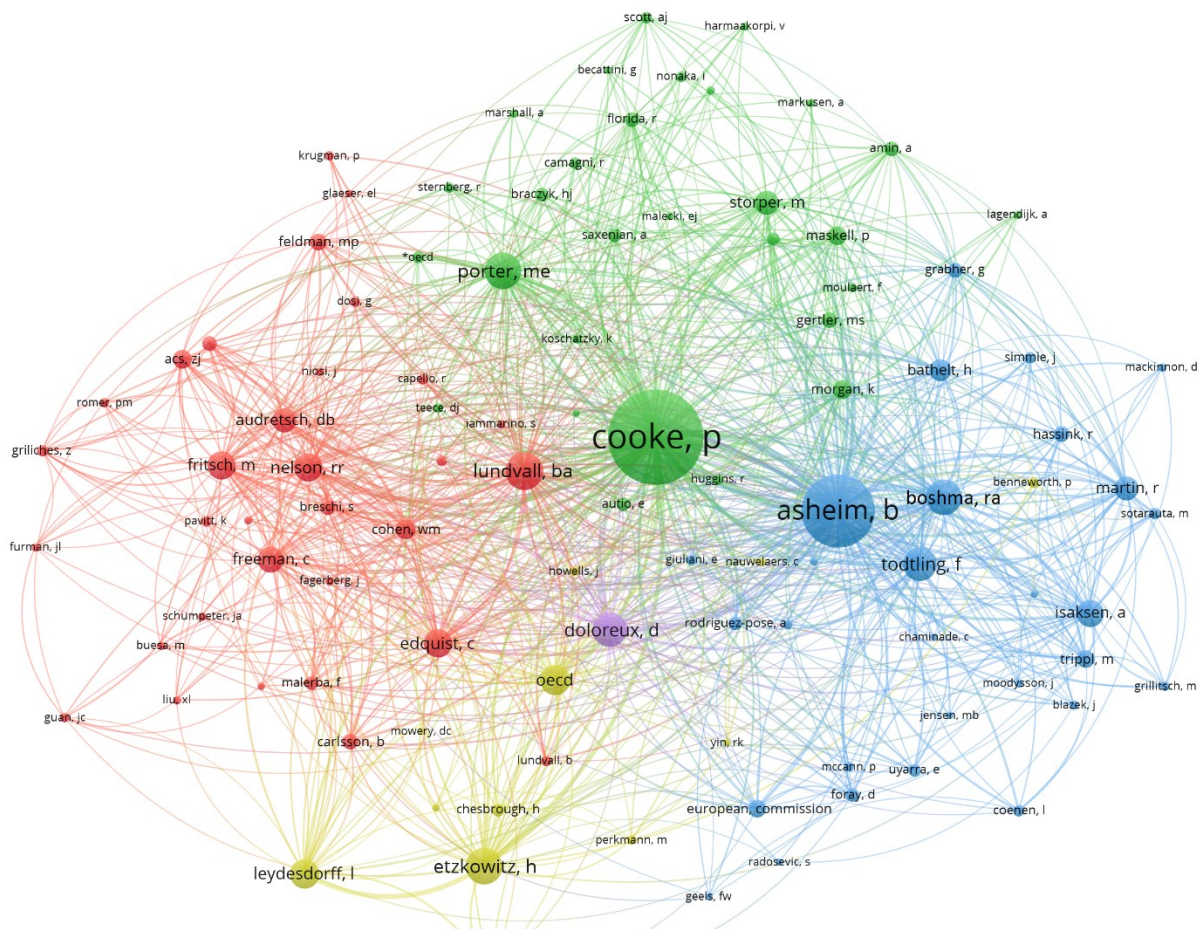 scott, aj
harmaakorpi, v
becattini, g
nonaka, i
markusen, a
marshall, a
florida, r
amin, a
krugman, p
camagni, r
glaeser, el
sternberg, r
braczyk, hj
storper, m
malecki, ej
lagendijk, a
feldman, mp
saxenian, a
maskell, p
*oecd
porter, me
grabher, g
moulaert, f
dosi, g
gertler, ms
koschatzky, k
acs, zj
simmie, j
niosi, j
bathelt, h
mackinnon, d
capello, r
morgan, k
romer, pm
teece, dj
audretsch, db
iammarino, s
cooke, p
hassink, r
griliches, z
fritsch, m
nelson, rr
lundvall, ba
huggins, r
benneworth, p
martin, r
breschi, s
autio, e
asheim, b
boshma, ra
sotarauta, m
pavitt, k
cohen, wm
furman, jl
freeman, c
giuliani, e
nauwelaers, c
todtling, f
howells, j
fagerberg, j
schumpeter, ja
isaksen, a
rodriguez-pose, a
doloreux, d
chaminade, c
buesa, m
edquist, c
trippl, m
oecd
malerba, f
moodysson, j
grillitsch, m
liu, xl
blazek, j
guan, jc
jensen, mb
mowery, dc
carlsson, b
yin, rk
lundvall, b
mccann, p
uyarra, e
foray, d
chesbrough, h
european, commission
coenen, l
perkmann, m
etzkowitz, h
leydesdorff, l
radosevic, s
geels, fw